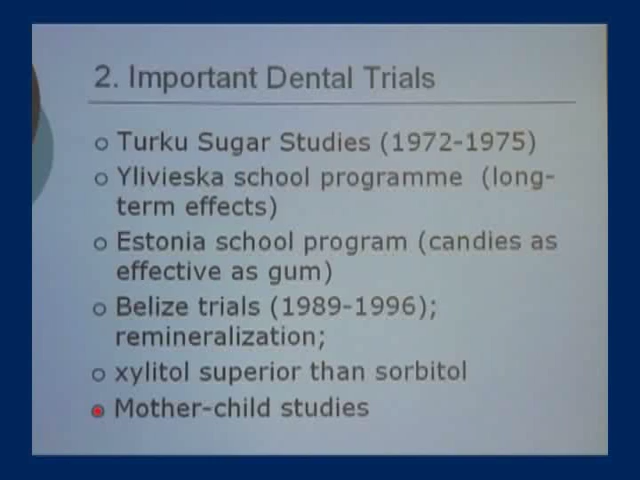 2. Important Dental Trials
Turku Sugar Studies (1972-1975)
Ylivieska school programme (long-
term effects)
Estonia school program (candies as
effective as gum)
Belize trials (1989-1996);
remineralization;
xylitol superior than sorbitol
Mother-child studies